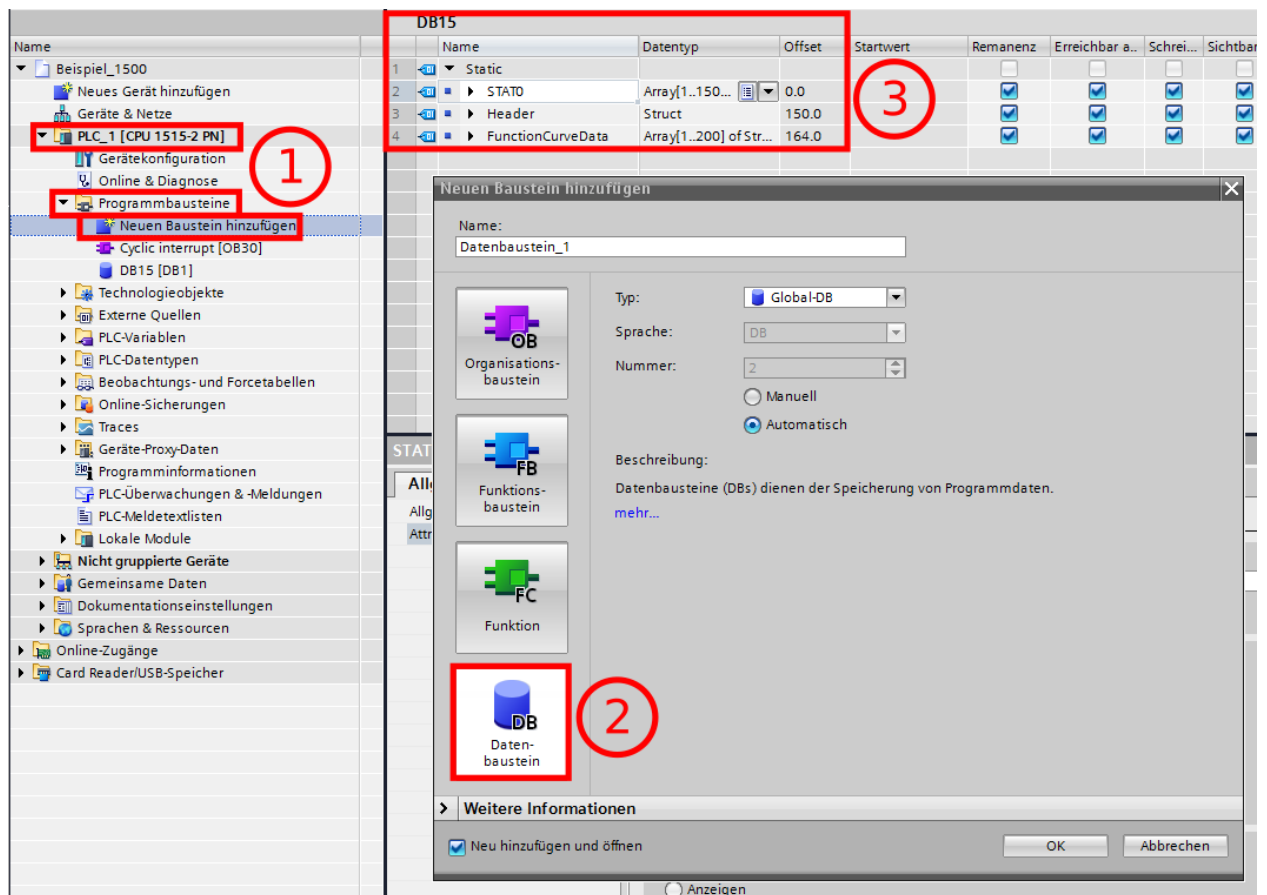 Name
Beispiel_1500
Neues Gerät hinzufügen
Geräte & Netze
PLC_1 [CPU 1515-2 PN]
Gerätekonfiguration
Online & Diagnose
Programmbausteine
Neuen Baustein hinzufügen
Cyclic interrupt [OB30]
DB15 [DB1]
Technologieobjekte
Externe Quellen
PLC-Variablen
PLC-Datentypen
Beobachtungs- und Forcetabellen
Online-Sicherungen
Traces
Geräte-Proxy-Daten
Programminformationen
PLC-Überwachungen & -Meldungen
PLC-Meldetextlisten
Lokale Module
Nicht gruppierte Geräte
Gemeinsame Daten
Dokumentationseinstellungen
Sprachen & Ressourcen
Online-Zugänge
Card Reader/USB-Speicher
1
DB15
Name Datentyp Offset Startwert Remanenz Erreichbar a.. Schrei... Sichtbar
1 Static
2 STAT0 Array[1..150... 0.0
3 Header Struct 150.0
4 FunctionCurveData Array[1..200] of Str... 164.0
3
STAT
Allg
Allg
Attr
Neuen Baustein hinzufügen
Name:
Datenbaustein_1
OB
Organisations-
baustein
FB
Funktions-
baustein
FC
Funktion
DB
Daten-
baustein
2
Typ: Global-DB
Sprache: DB
Nummer: 2
Manuell
Automatisch
Beschreibung:
Datenbausteine (DBs) dienen der Speicherung von Programmdaten.
mehr...
Weitere Informationen
Neu hinzufügen und öffnen
OK Abbrechen
Anzeigen